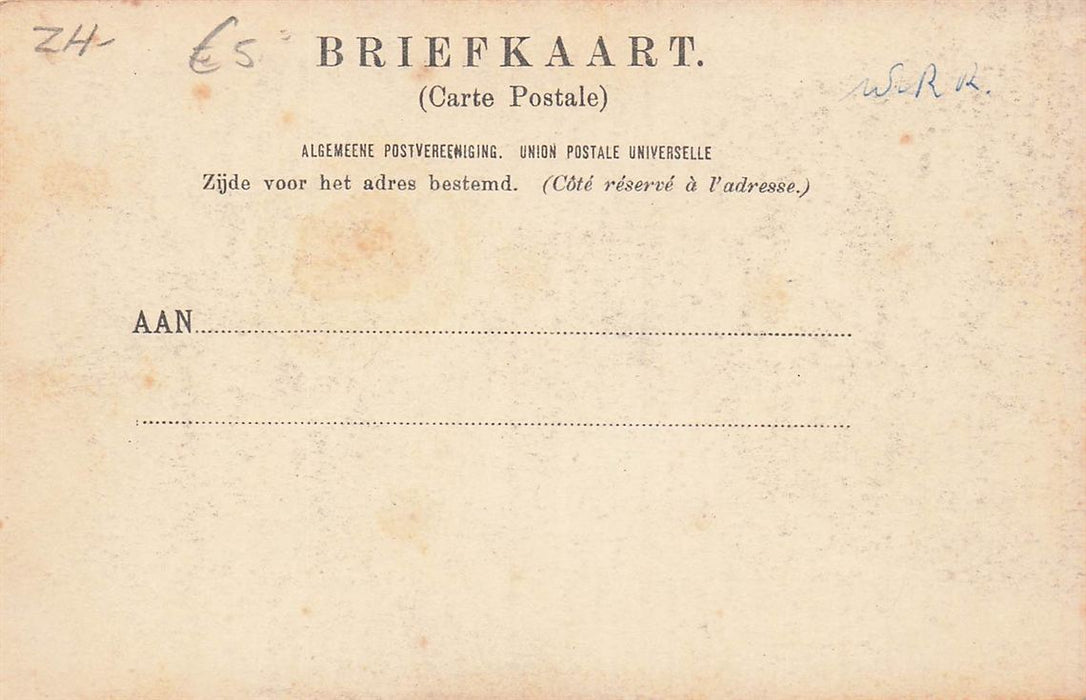 ZH-
€5
BRIEFKAART.
(Carte Postale)
ALGEMEENE POSTVEREENIGING. UNION POSTALE UNIVERSELLE
Zijde voor het adres bestemd. (Côté réservé à l'adresse.)
AAN